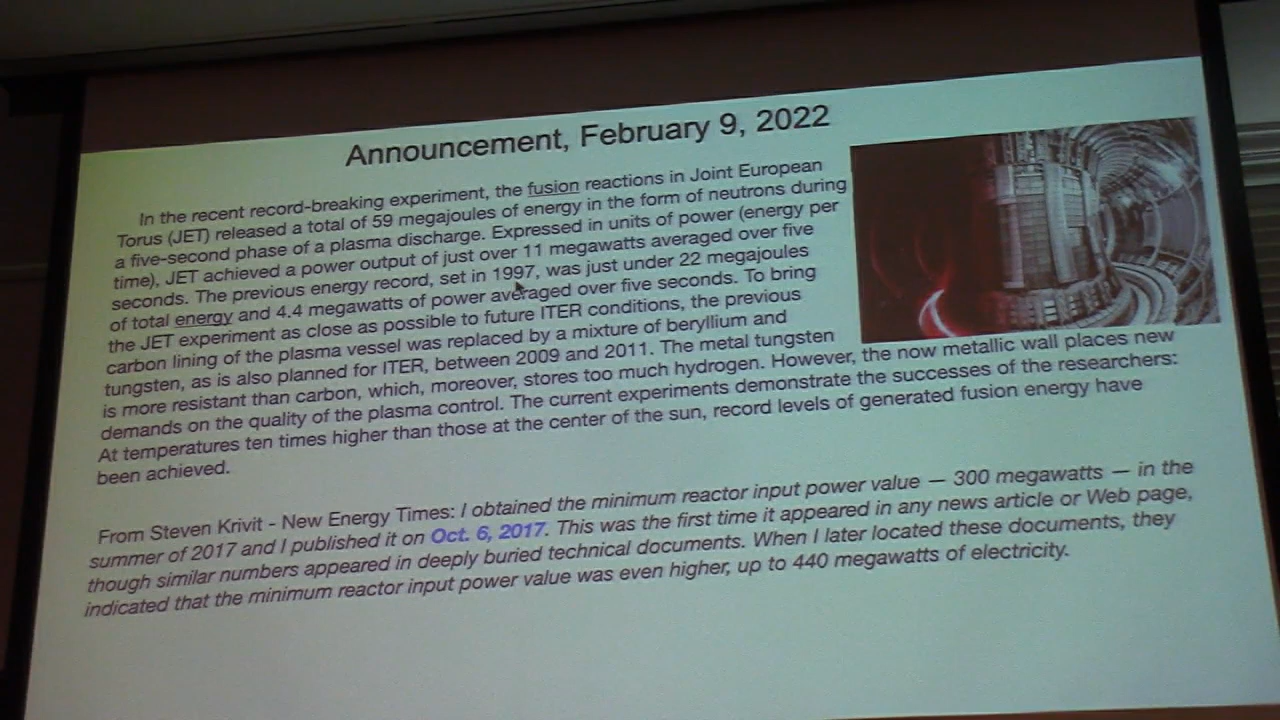 Announcement, February 9, 2022
In the recent record-breaking experiment, the fusion reactions in Joint European
Torus (JET) released a total of 59 megajoules of energy in the form of neutrons during
a five-second phase of a plasma discharge. Expressed in units of power (energy per
time), JET achieved a power output of just over 11 megawatts averaged over five
seconds. The previous energy record, set in 1997, was just under 22 megajoules
of total energy and 4.4 megawatts of power averaged over five seconds. To bring
the JET experiment as close as possible to future ITER conditions, the previous
carbon lining of the plasma vessel was replaced by a mixture of beryllium and
tungsten, as is also planned for ITER, between 2009 and 2011. The metal tungsten
is more resistant than carbon, which, moreover, stores too much hydrogen. However, the now metallic wall places new
demands on the quality of the plasma control. The current experiments demonstrate the successes of the researchers:
At temperatures ten times higher than those at the center of the sun, record levels of generated fusion energy have
been achieved.
From Steven Krivit - New Energy Times: I obtained the minimum reactor input power value — 300 megawatts — in the
summer of 2017 and I published it on Oct. 6, 2017. This was the first time it appeared in any news article or Web page,
though similar numbers appeared in deeply buried technical documents. When I later located these documents, they
indicated that the minimum reactor input power value was even higher, up to 440 megawatts of electricity.